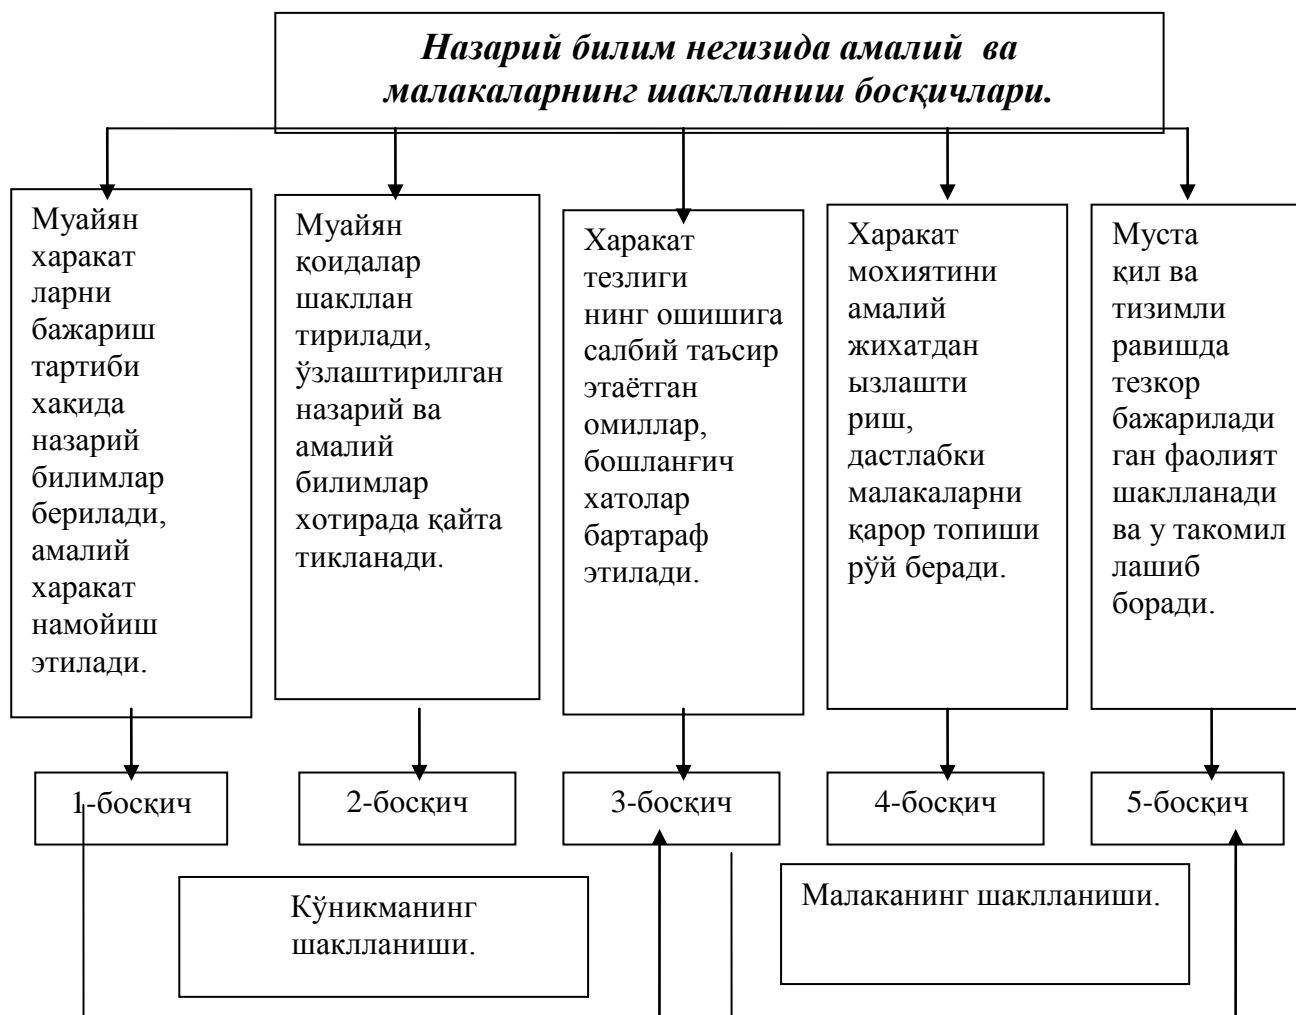 Назарий билим негизида амалий ва
малакаларнинг шаклланиш босқичлари.
Муайян
харакат
ларни
бажариш
тартиби
хақида
назарий
билимлар
берилади,
амалий
харакат
намойиш
этилади.
Муайян
қоидалар
шакллан
тирилади,
ўзлаштирилган
назарий ва
амалий
билимлар
хотирада қайта
тикланади.
Харакат
тезлиги
нинг ошишига
салбий таъсир
этаётган
омиллар,
бошланғич
хатолар
бартараф
этилади.
Харакат
мохиятини
амалий
жихатдан
ызлашти
риш,
дастлабки
малакаларни
қарор топиши
рўй беради.
Муста
қил ва
тизимли
равишда
тезкор
бажарилади
ган фаолият
шаклланади
ва у такомил
лашиб
боради.
1-босқич
2-босқич
3-босқич
4-босқич
5-босқич
Кўникманинг
шаклланиши.
Малаканинг шаклланиши.